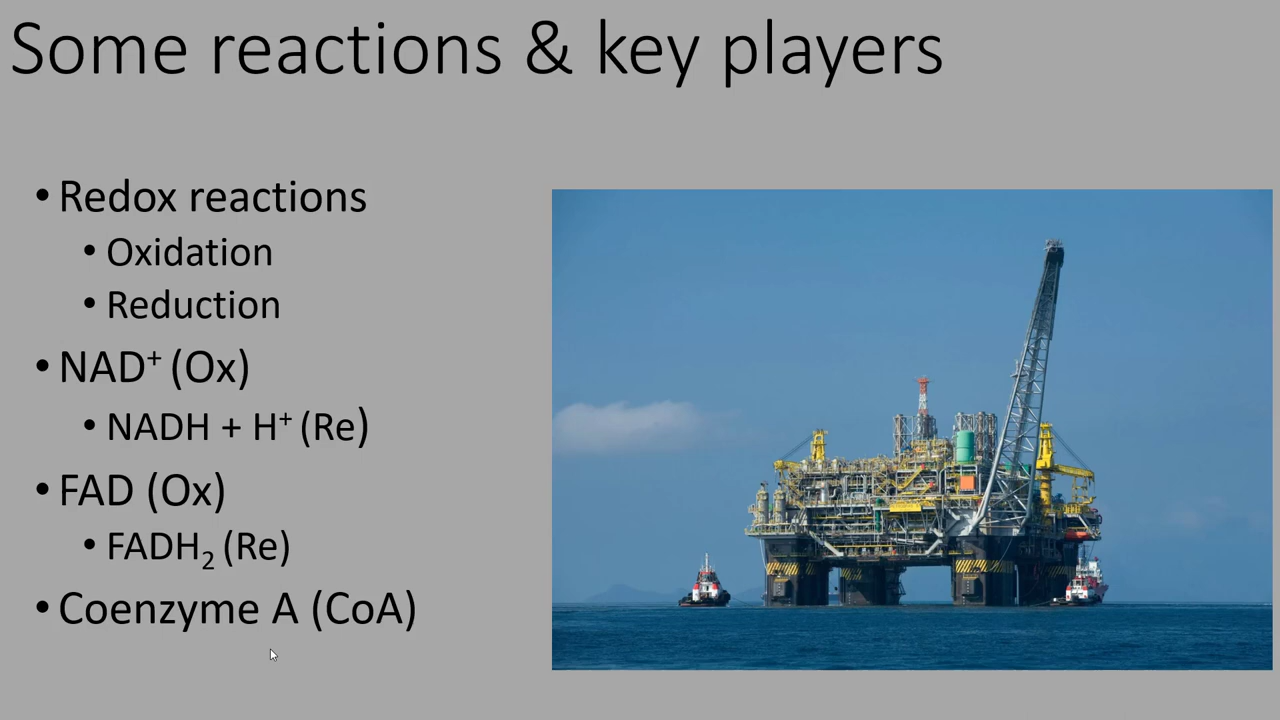 Some reactions & key players
• Redox reactions
• Oxidation
• Reduction
• NAD⁺ (Ox)
• NADH + H⁺ (Re)
• FAD (Ox)
• FADH₂ (Re)
• Coenzyme A (CoA)